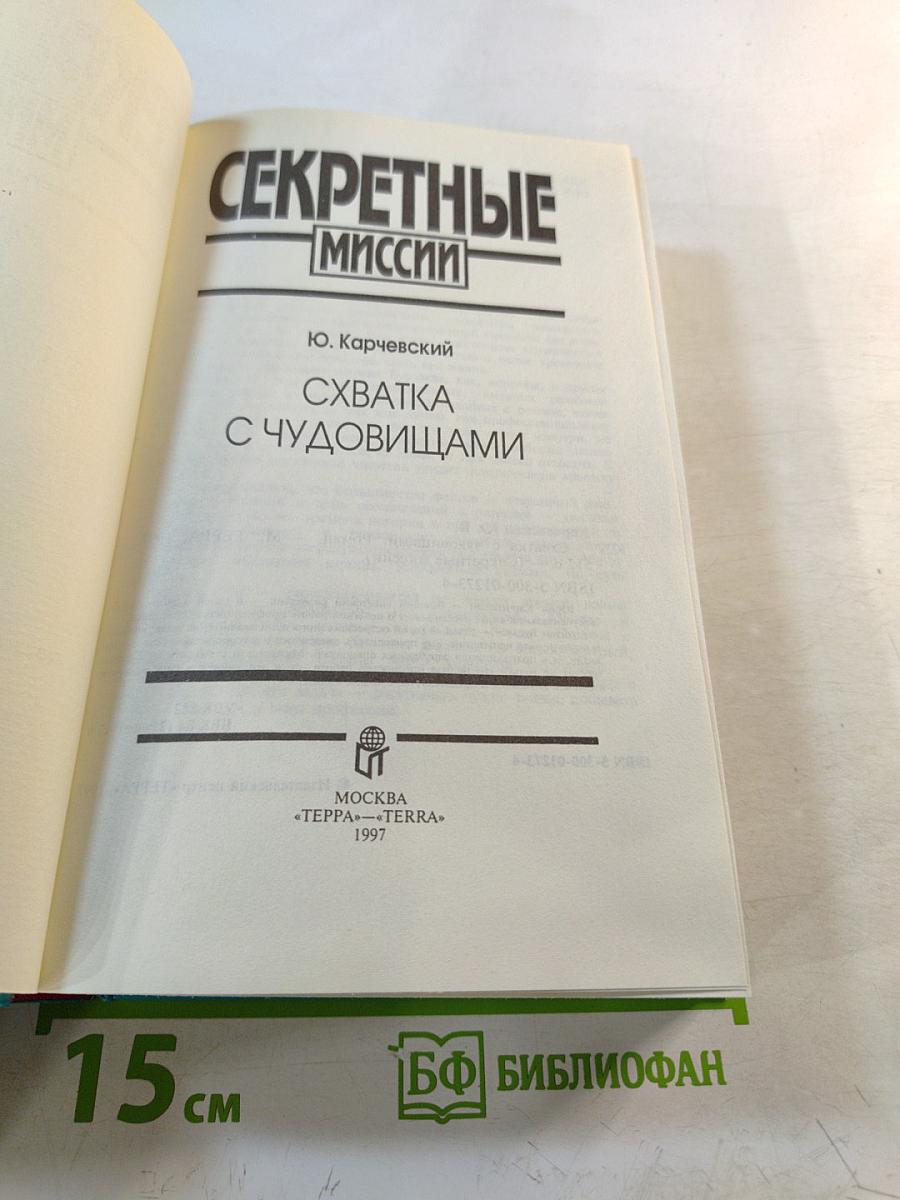 СЕКРЕТНЫЕ
МИССИИ
Ю. Карчевский
СХВАТКА
С ЧУДОВИЩАМИ
МОСКВА
«ТЕРРА»—«TERRA»
1997
15 см
БФ БИБЛИОФАН